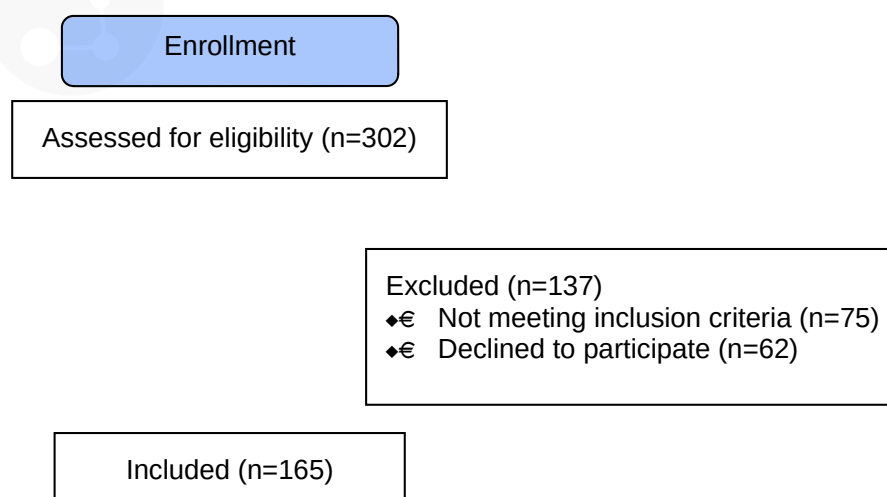 Enrollment
Assessed for eligibility (n=302)
Excluded (n=137)
◆€ Not meeting inclusion criteria (n=75)
◆€ Declined to participate (n=62)
Included (n=165)